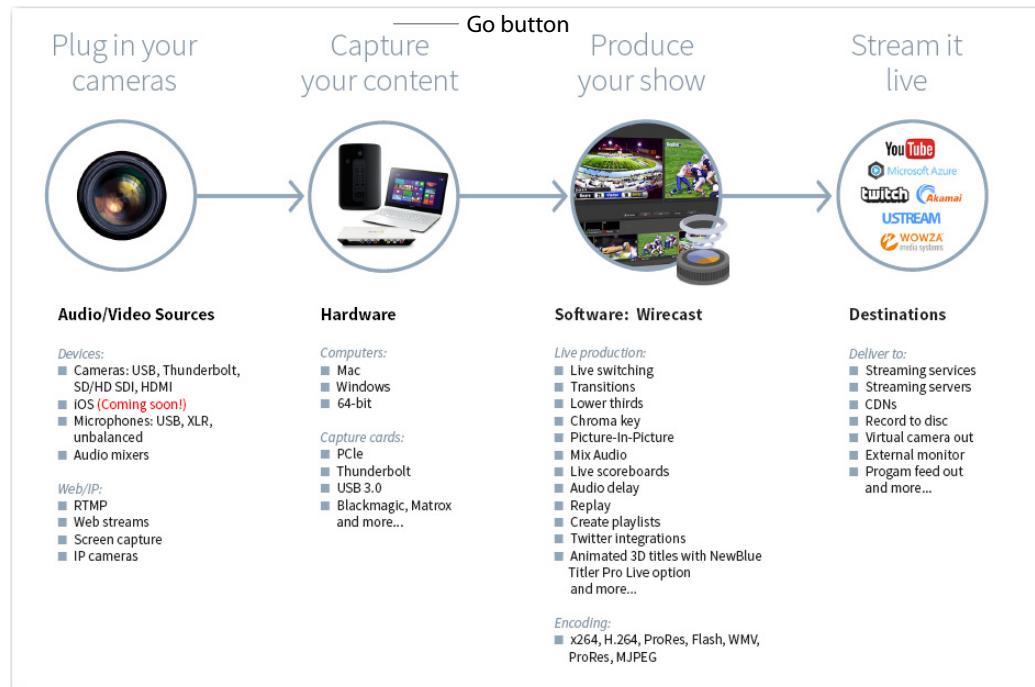 Go button
Plug in your
cameras
Capture
your content
Produce
your show
Stream it
live
YouTube
Microsoft Azure
twitch
Akamai
USTREAM
WOWZA
media systems
Audio/Video Sources
Devices:
Cameras: USB, Thunderbolt,
SD/HD SDI, HDMI
iOS (Coming soon!)
Microphones: USB, XLR,
unbalanced
Audio mixers
Web/IP:
RTMP
Web streams
Screen capture
IP cameras
Hardware
Computers:
Mac
Windows
64-bit
Capture cards:
PCIe
Thunderbolt
USB 3.0
Blackmagic, Matrox
and more...
Software: Wirecast
Live production:
Live switching
Transitions
Lower thirds
Chroma key
Picture-In-Picture
Mix Audio
Live scoreboards
Audio delay
Replay
Create playlists
Twitter integrations
Animated 3D titles with NewBlue
Titler Pro Live option
and more...
Encoding:
x264, H.264, ProRes, Flash, WMV,
ProRes, MJPEG
Destinations
Deliver to:
Streaming services
Streaming servers
CDNs
Record to disc
Virtual camera out
External monitor
Progam feed out
and more...